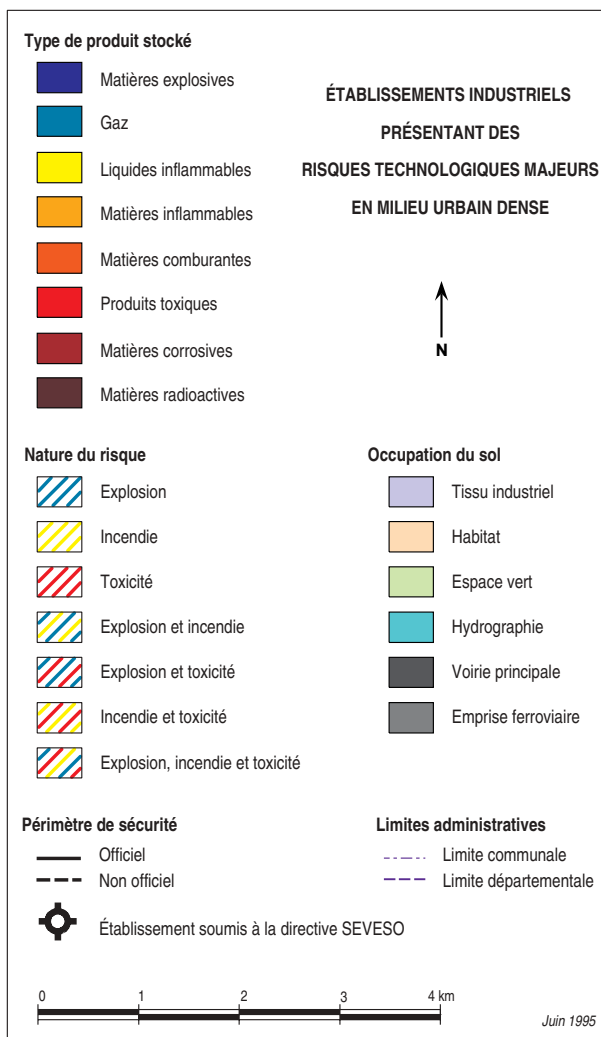 Type de produit stocké
Matières explosives
Gaz
Liquides inflammables
Matières inflammables
Matières comburantes
Produits toxiques
Matières corrosives
Matières radioactives
ÉTABLISSEMENTS INDUSTRIELS
PRÉSENTANT DES
RISQUES TECHNOLOGIQUES MAJEURS
EN MILIEU URBAIN DENSE
N
Nature du risque
Explosion
Incendie
Toxicité
Explosion et incendie
Explosion et toxicité
Incendie et toxicité
Explosion, incendie et toxicité
Occupation du sol
Tissu industriel
Habitat
Espace vert
Hydrographie
Voirie principale
Emprise ferroviaire
Périmètre de sécurité
Officiel
Non officiel
Établissement soumis à la directive SEVESO
Limites administratives
Limite communale
Limite départementale
0 1 2 3 4 km
Juin 1995